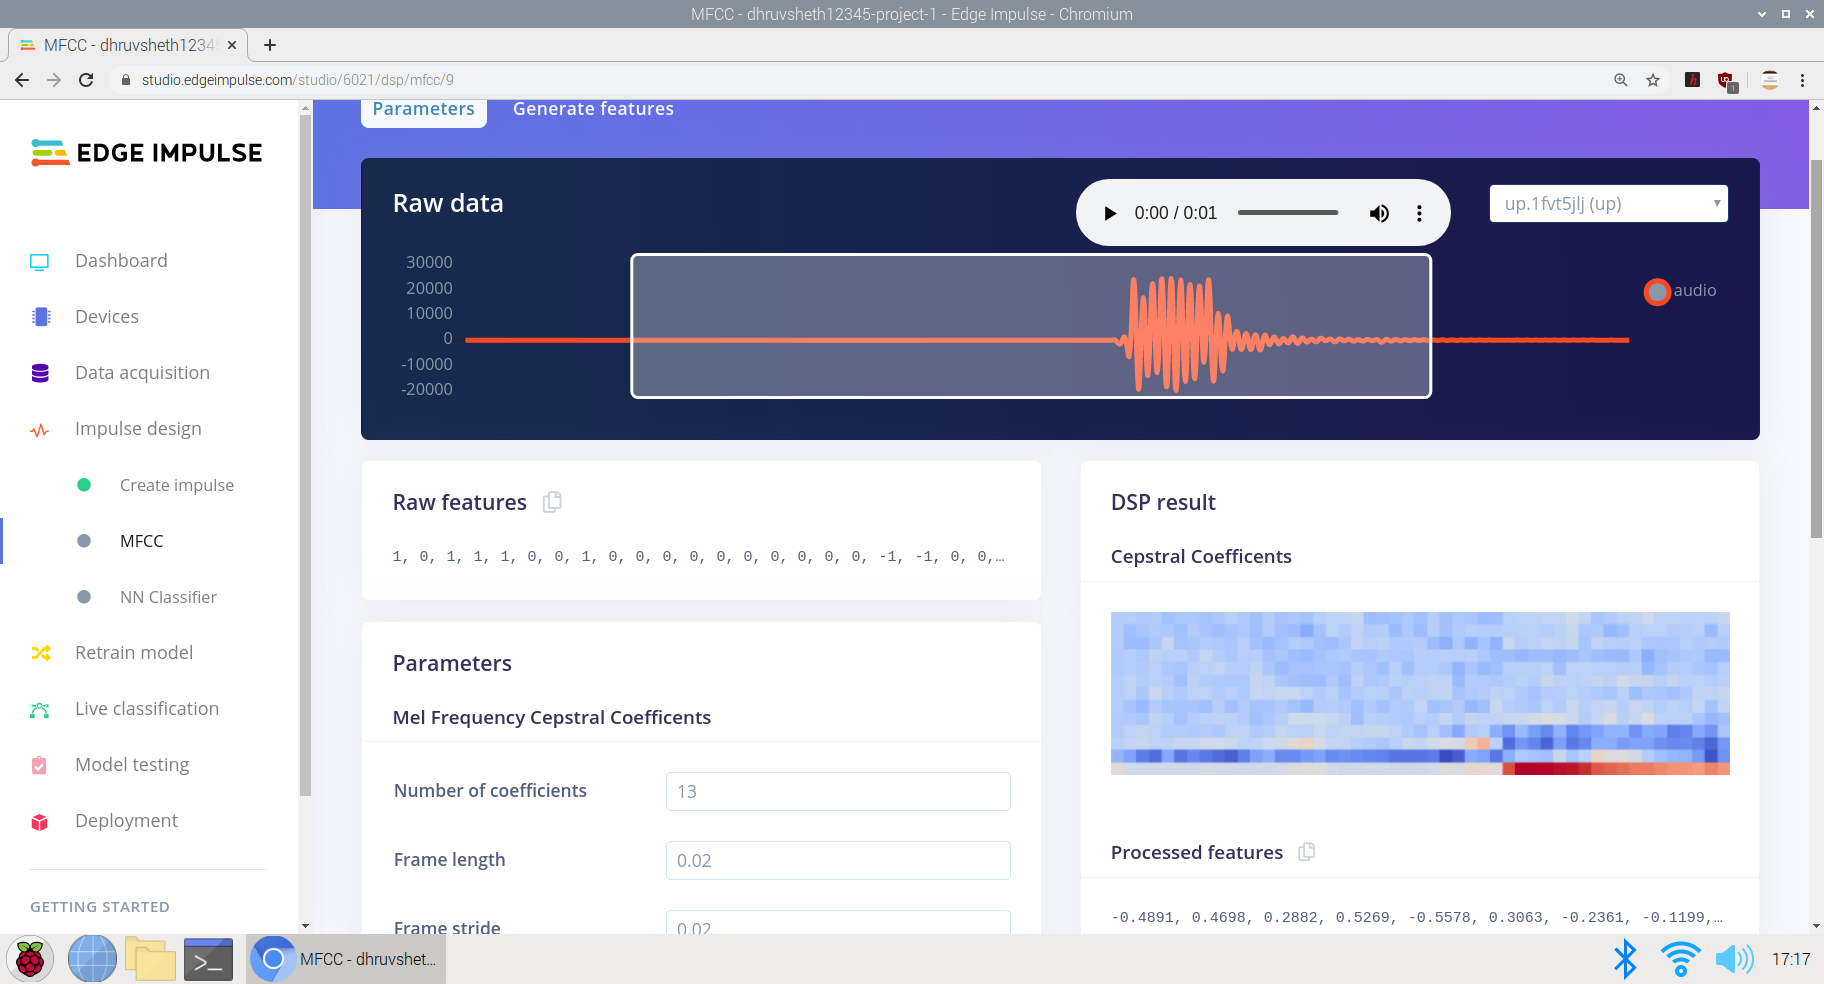 MFCC - dhruvsheth12345-project-1 - Edge Impulse - Chromium
MFCC - dhruvsheth1234
studio.edgeimpulse.com/studio/6021/dsp/mfcc/9
1
Parameters
Generate features
EDGE IMPULSE
Dashboard
Devices
Data acquisition
Impulse design
Create impulse
MFCC
NN Classifier
Retrain model
Live classification
Model testing
Deployment
GETTING STARTED
Raw data
0:00 / 0:01
up.1fvt5jlj (up)
30000
20000
10000
0
-10000
-20000
audio
Raw features
1, 0, 1, 1, 1, 0, 0, 1, 0, 0, 0, 0, 0, 0, 0, 0, 0, 0, -1, -1, 0, 0,…
Parameters
Mel Frequency Cepstral Coefficents
Number of coefficients
13
Frame length
0.02
Frame stride
0.02
DSP result
Cepstral Coefficents
Processed features
-0.4891, 0.4698, 0.2882, 0.5269, -0.5578, 0.3063, -0.2361, -0.1199,…
MFCC - dhruvshet…
17:17